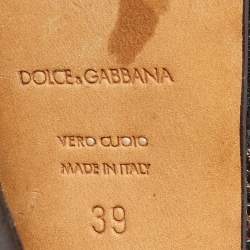 DOLCE & GABBANA
VERO CUOIO
MADE IN ITALY
39